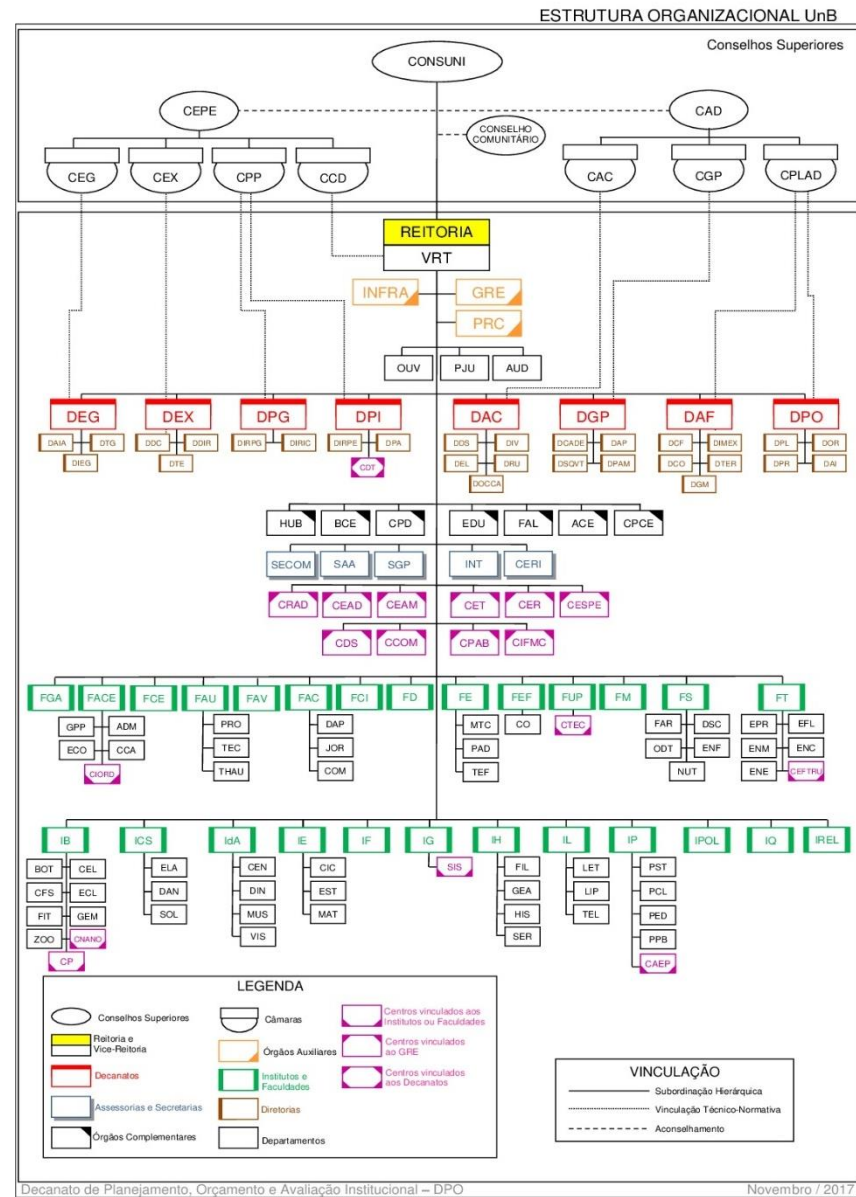 ESTRUTURA ORGANIZACIONAL UnB
Conselhos Superiores
CONSUNI
CEPE
CAD
CONSELHO
COMUNITÁRIO
CEG
CEX
CPP
CCD
CAC
CGP
CPLAD
REITORIA
VRT
INFRA
GRE
PRC
OUV
PJU
AUD
DEG
DEX
DPG
DPI
DAC
DGP
DAF
DPO
DAIA
DTG
DDC
DDIR
DIRPG
DIRIC
DIRPE
DPA
DDS
DIV
DCADE
DAP
DCF
DIMEX
DPL
DOR
DIEG
DTE
CDT
DEL
DRU
DSQVT
DPAM
DCO
DTER
DPR
DAI
DOCCA
DGM
HUB
BCE
CPD
EDU
FAL
ACE
CPCE
SECOM
SAA
SGP
INT
CERI
CRAD
CEAD
CEAM
CET
CER
CESPE
CDS
CCOM
CPAB
CIFMC
FGA
FACE
FCE
FAU
FAV
FAC
FCI
FD
FE
FEF
FUP
FM
FS
FT
GPP
ADM
PRO
DAP
MTC
CO
CTEC
FAR
DSC
EPR
EFL
ECO
CCA
TEC
JOR
PAD
ODT
ENF
ENM
ENC
CIORD
THAU
COM
TEF
NUT
ENE
CEFTRU
IB
ICS
IdA
IE
IF
IG
IH
IL
IP
IPOL
IQ
IREL
BOT
CEL
ELA
CEN
CIC
SIS
FIL
LET
PST
CFS
ECL
DAN
DIN
EST
GEA
LIP
PCL
FIT
GEM
SOL
MUS
MAT
HIS
TEL
PED
ZOO
CNANO
VIS
SER
PPB
CP
CAEP
LEGENDA
Conselhos Superiores
Câmaras
Centros vinculados aos
Institutos ou Faculdades
Reitoria e
Vice-Reitoria
Órgãos Auxiliares
Centros vinculados
ao GRE
Decanatos
Institutos e
Faculdades
Centros vinculados
aos Decanatos
Assessorias e Secretarias
Diretorias
Órgãos Complementares
Departamentos
VINCULAÇÃO
Subordinação Hierárquica
Vinculação Técnico-Normativa
Aconselhamento
Decanato de Planejamento, Orçamento e Avaliação Institucional – DPO
Novembro / 2017